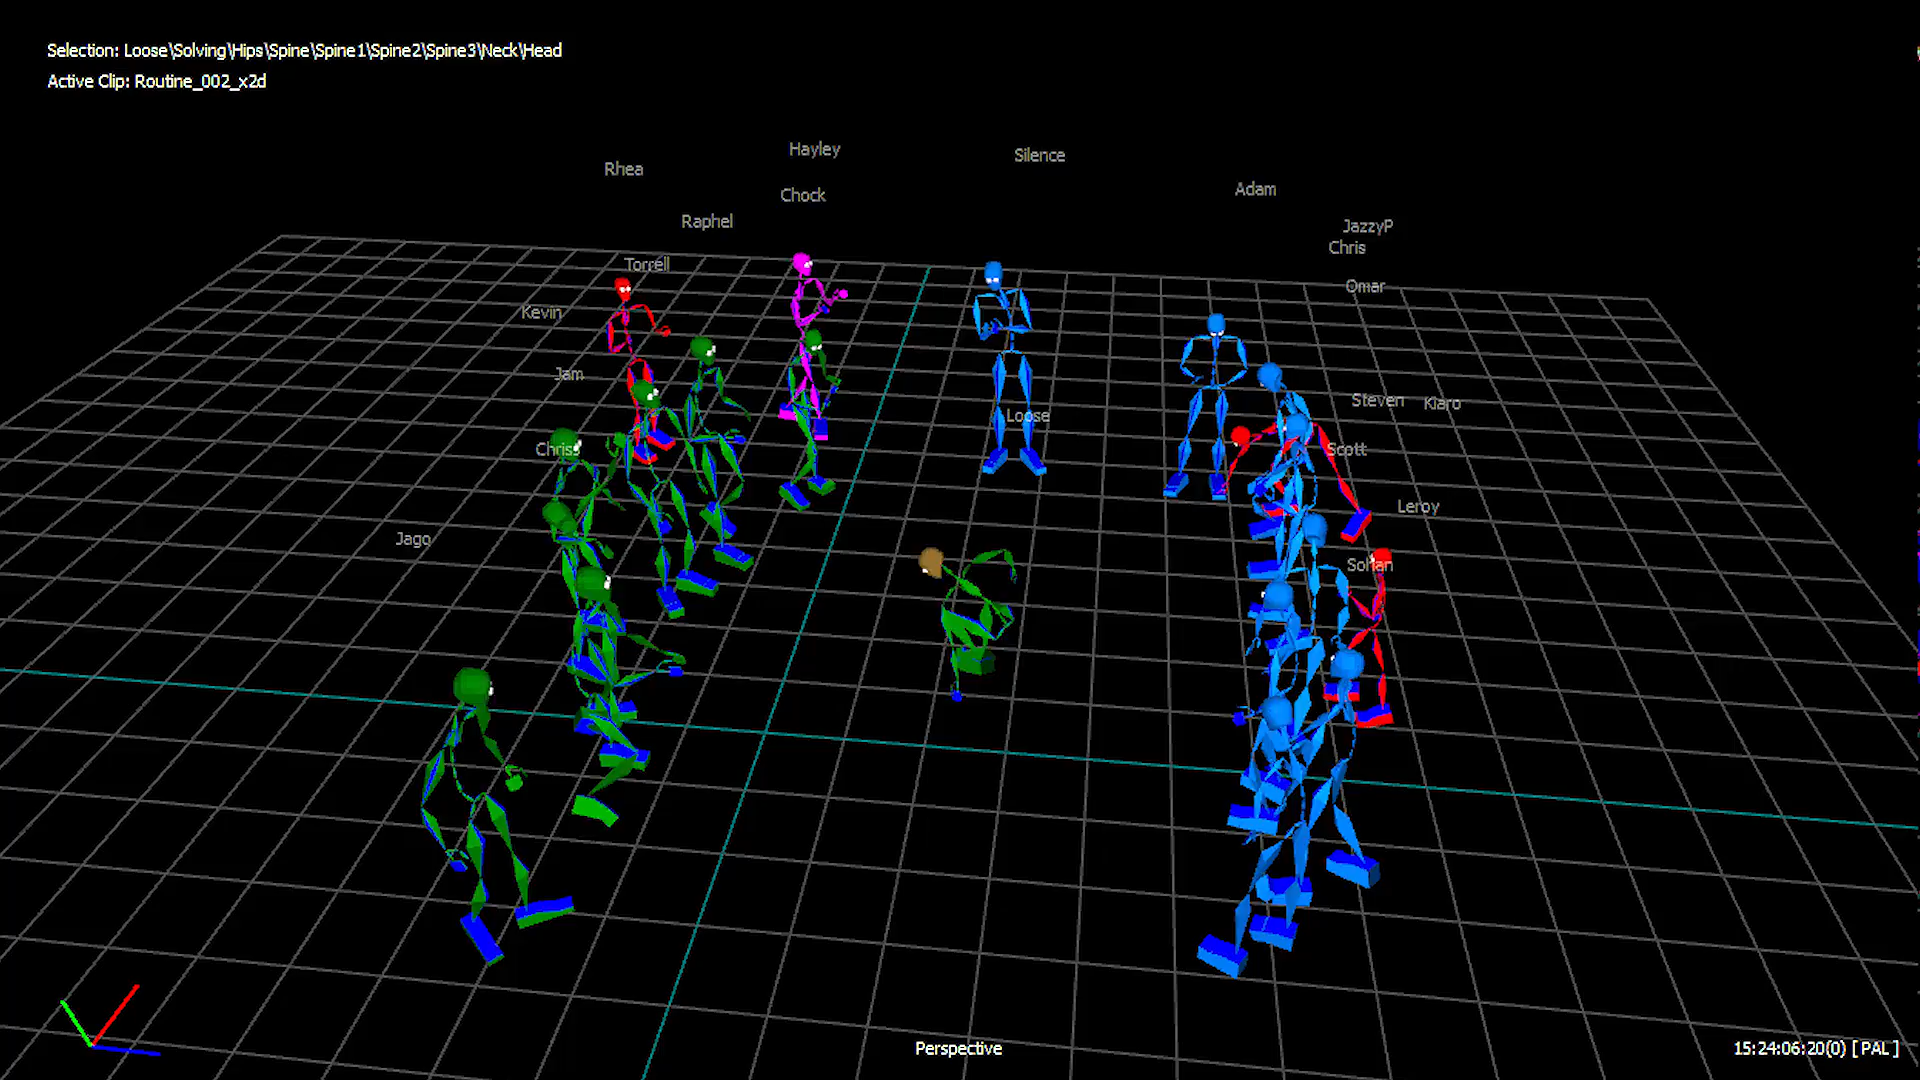 Selection: Loose\Solving\Hips\Spine\Spine1\Spine2\Spine3\Neck\Head
Active Clip: Routine_002_x2d
Hayley
Silence
Rhea
Adam
Chock
Raphel
JazzyP
Chris
Torrell
Omar
Kevin
Jam
Steven
Kiaro
Loose
Chriss
Scott
Leroy
Jago
Sohan
Perspective
15:24:06:20(0) [ PAL ]